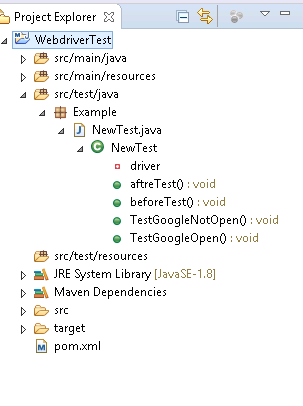 Project Explorer
WebdriverTest
src/main/java
src/main/resources
src/test/java
Example
NewTest.java
NewTest
driver
aftreTest() : void
beforeTest() : void
TestGoogleNotOpen() : void
TestGoogleOpen() : void
src/test/resources
JRE System Library [JavaSE-1.8]
Maven Dependencies
src
target
pom.xml